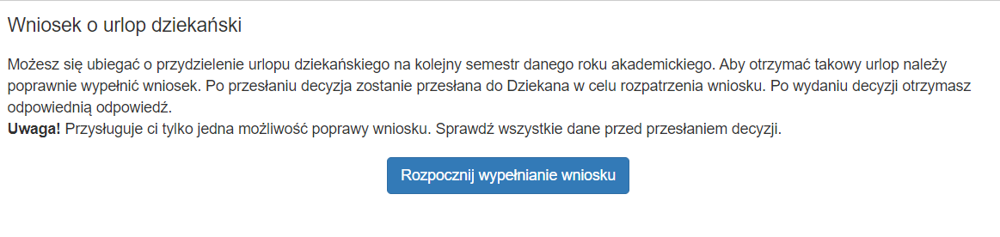 Wniosek o urlop dziekański
Możesz się ubiegać o przydzielenie urlopu dziekańskiego na kolejny semestr danego roku akademickiego. Aby otrzymać takowy urlop należy
poprawnie wypełnić wniosek. Po przesłaniu decyzja zostanie przesłana do Dziekana w celu rozpatrzenia wniosku. Po wydaniu decyzji otrzymasz
odpowiednią odpowiedź.
Uwaga! Przysługuje ci tylko jedna możliwość poprawy wniosku. Sprawdź wszystkie dane przed przesłaniem decyzji.
Rozpocznij wypełnianie wniosku